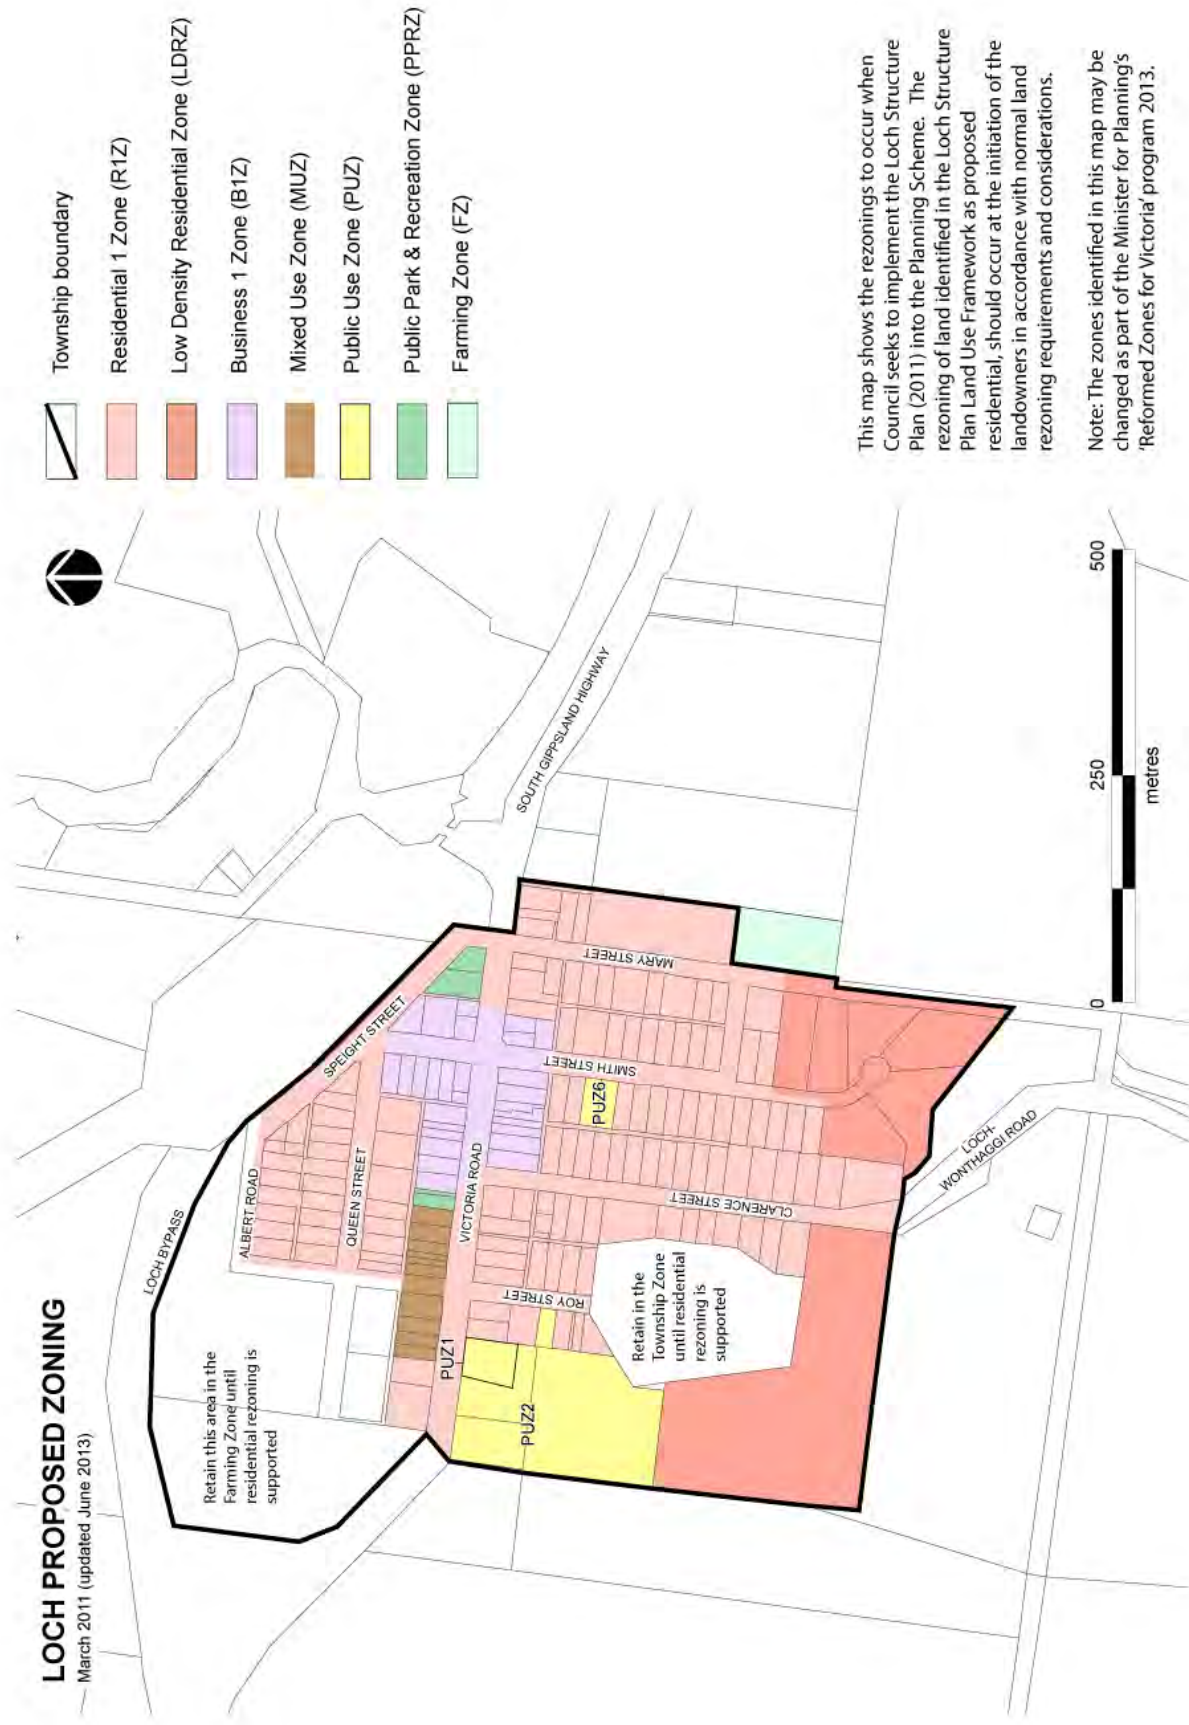 LOCH PROPOSED ZONING
March 2011 (updated June 2013)
Township boundary
Residential 1 Zone (R1Z)
Low Density Residential Zone (LDRZ)
Business 1 Zone (B1Z)
Mixed Use Zone (MUZ)
Public Use Zone (PUZ)
Public Park & Recreation Zone (PPRZ)
Farming Zone (FZ)
LOCH BYPASS
Retain this area in the
Farming Zone until
residential rezoning is
supported
ALBERT ROAD
QUEEN STREET
SPEIGHT STREET
PUZ1
VICTORIA ROAD
SOUTH GIPPSLAND HIGHWAY
PUZ2
ROY STREET
SMITH STREET
MARY STREET
PUZ6
CLARENCE STREET
Retain in the
Township Zone
until residential
rezoning is
supported
LOCH-
WONTHAGGI ROAD
0
250
500
metres
This map shows the rezonings to occur when
Council seeks to implement the Loch Structure
Plan (2011) into the Planning Scheme. The
rezoning of land identified in the Loch Structure
Plan Land Use Framework as proposed
residential, should occur at the initiation of the
landowners in accordance with normal land
rezoning requirements and considerations.
Note: The zones identified in this map may be
changed as part of the Minister for Planning's
'Reformed Zones for Victoria' program 2013.